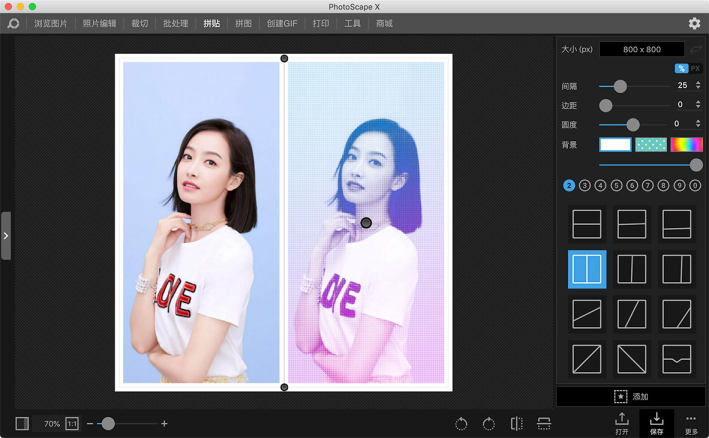 PhotoScape X
浏览图片 照片编辑 裁切 批处理 拼贴 拼图 创建GIF 打印 工具 商城
大小 (px) 800 x 800
% PX
间隔 25
边距 0
圆度 0
背景
2 3 4 5 6 7 8 9 0
LOVE
添加
70% 1:1
打开 保存 更多